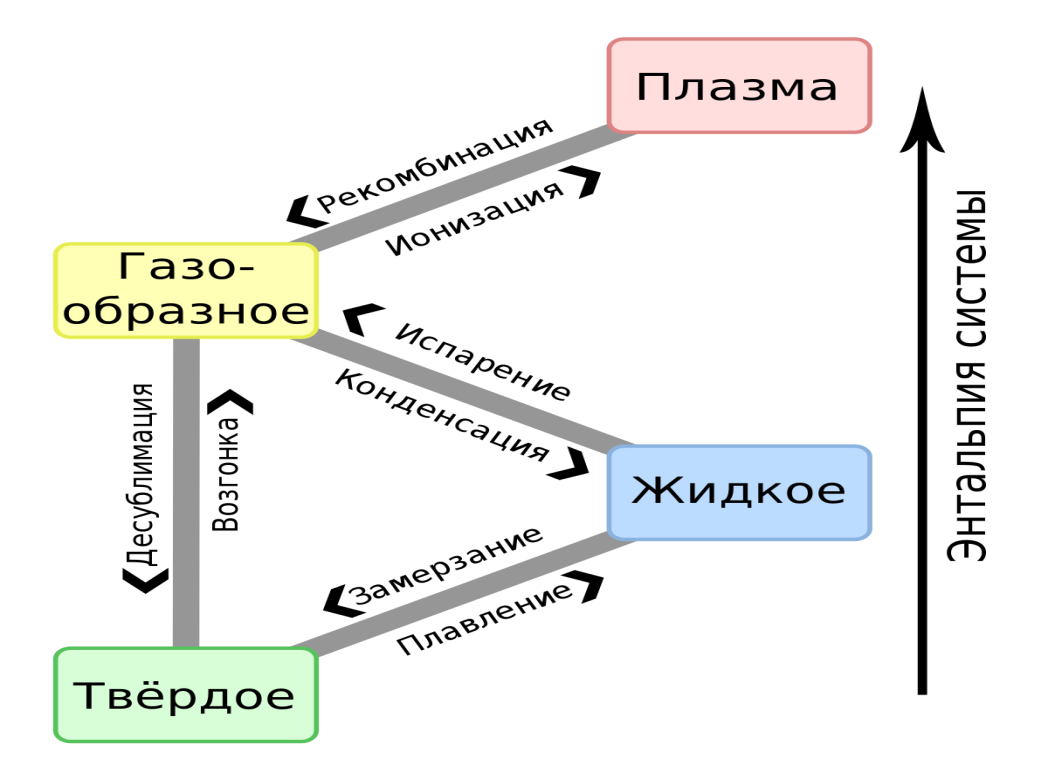 Плазма
Рекомбинация
Ионизация
Газо-
образное
Испарение
Конденсация
Десублимация
Возгонка
Жидкое
Замерзание
Плавление
Твёрдое
Энтальпия системы